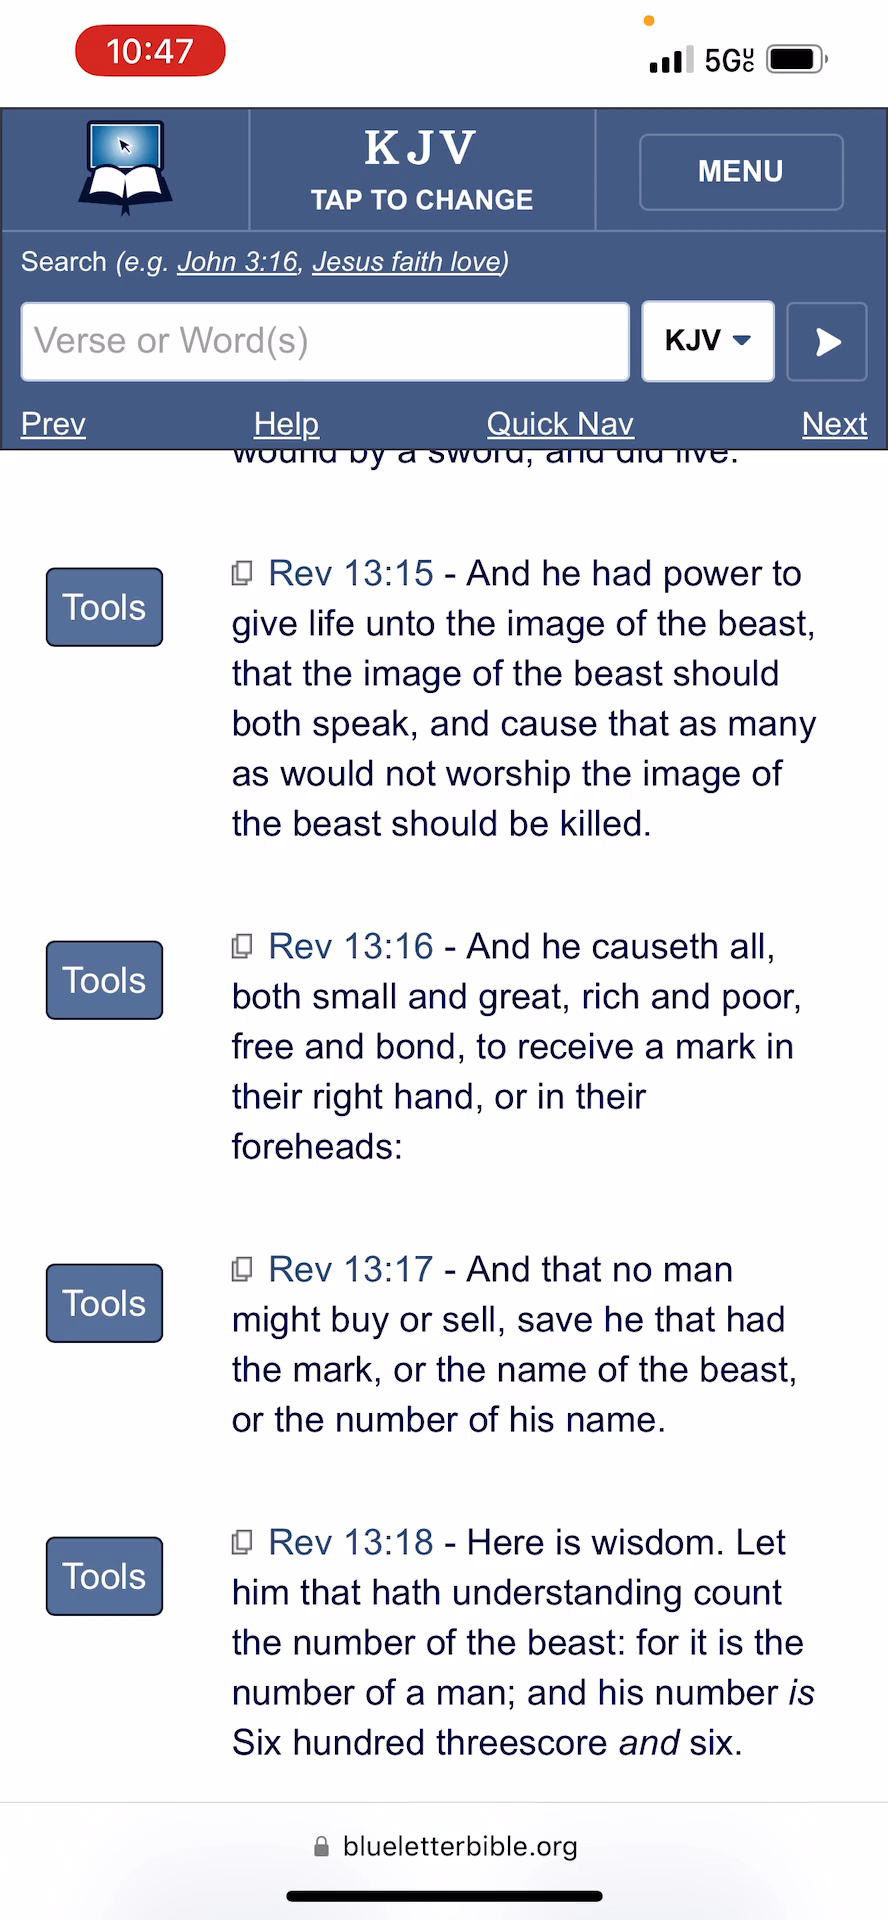 10:47
5G UC
KJV
TAP TO CHANGE
MENU
Search (e.g. John 3:16, Jesus faith love)
Verse or Word(s)
KJV
Prev Help Quick Nav Next
wound by a sword, and did live.
Tools
Rev 13:15 - And he had power to
give life unto the image of the beast,
that the image of the beast should
both speak, and cause that as many
as would not worship the image of
the beast should be killed.
Tools
Rev 13:16 - And he causeth all,
both small and great, rich and poor,
free and bond, to receive a mark in
their right hand, or in their
foreheads:
Tools
Rev 13:17 - And that no man
might buy or sell, save he that had
the mark, or the name of the beast,
or the number of his name.
Tools
Rev 13:18 - Here is wisdom. Let
him that hath understanding count
the number of the beast: for it is the
number of a man; and his number is
Six hundred threescore and six.
blueletterbible.org